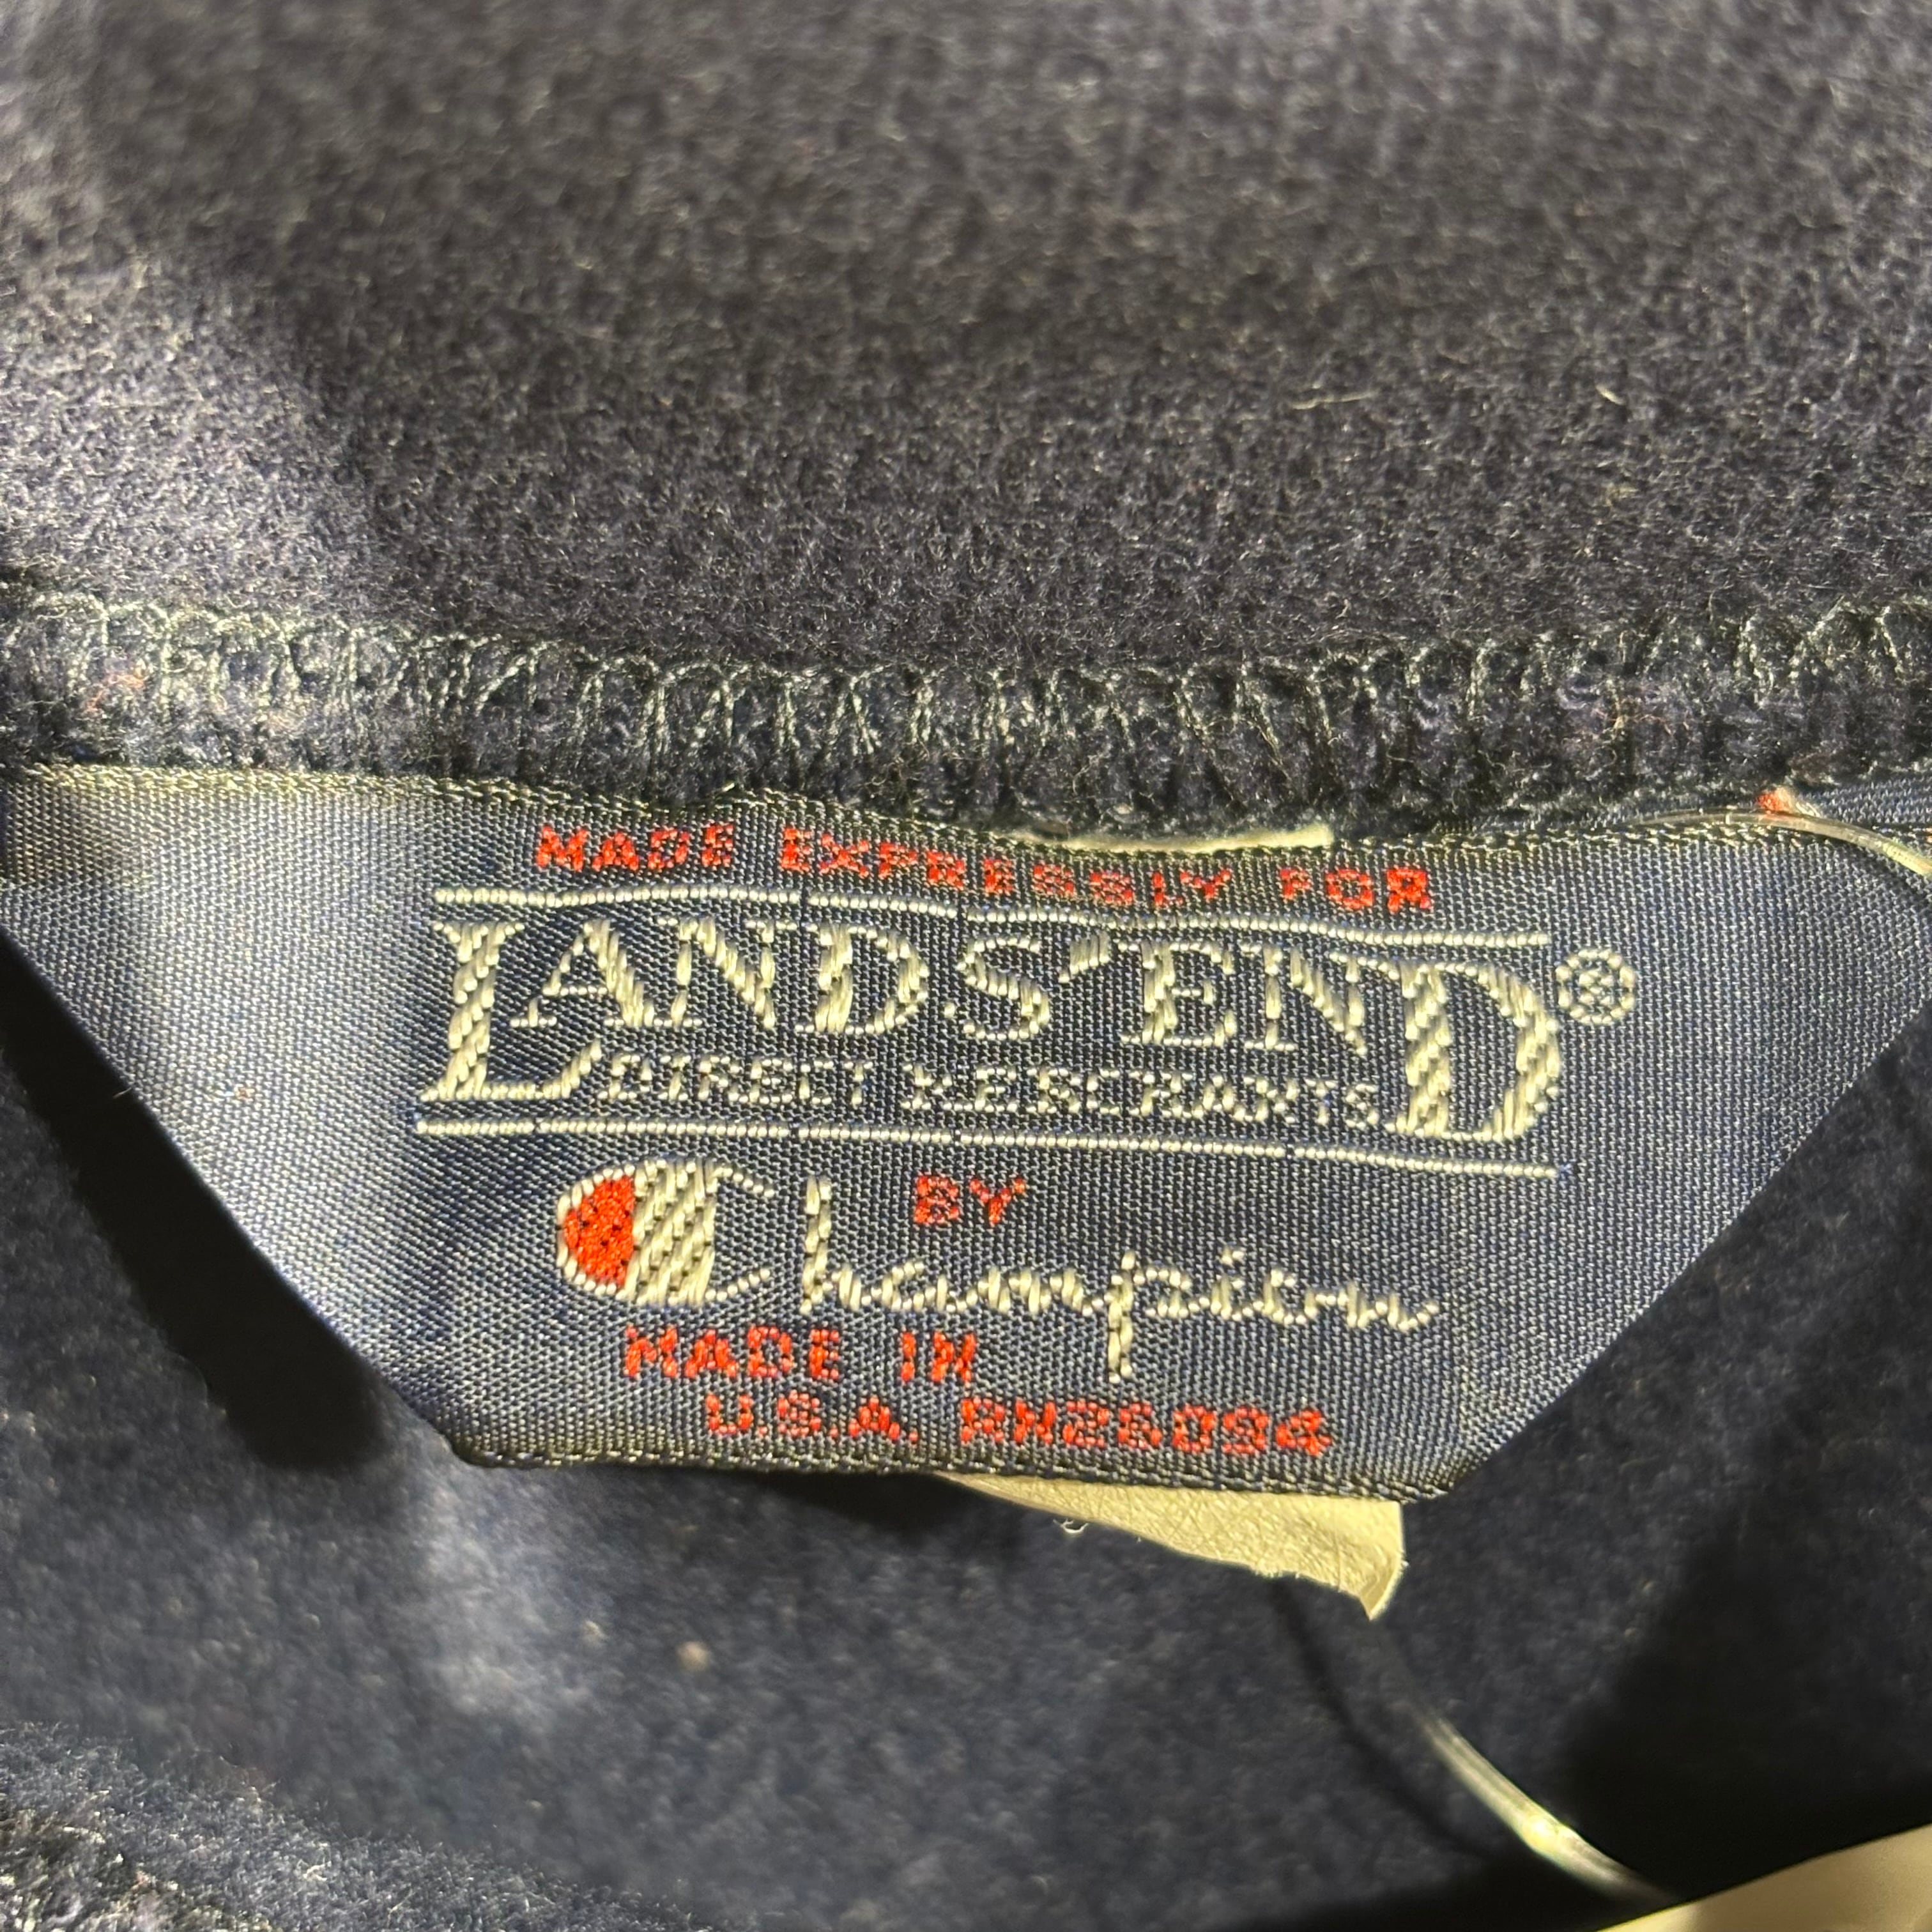 MADE EXPRESSLY FOR
LANDS' END®
DIRECT MERCHANTS
BY
Champion
MADE IN
U.S.A. RN26094